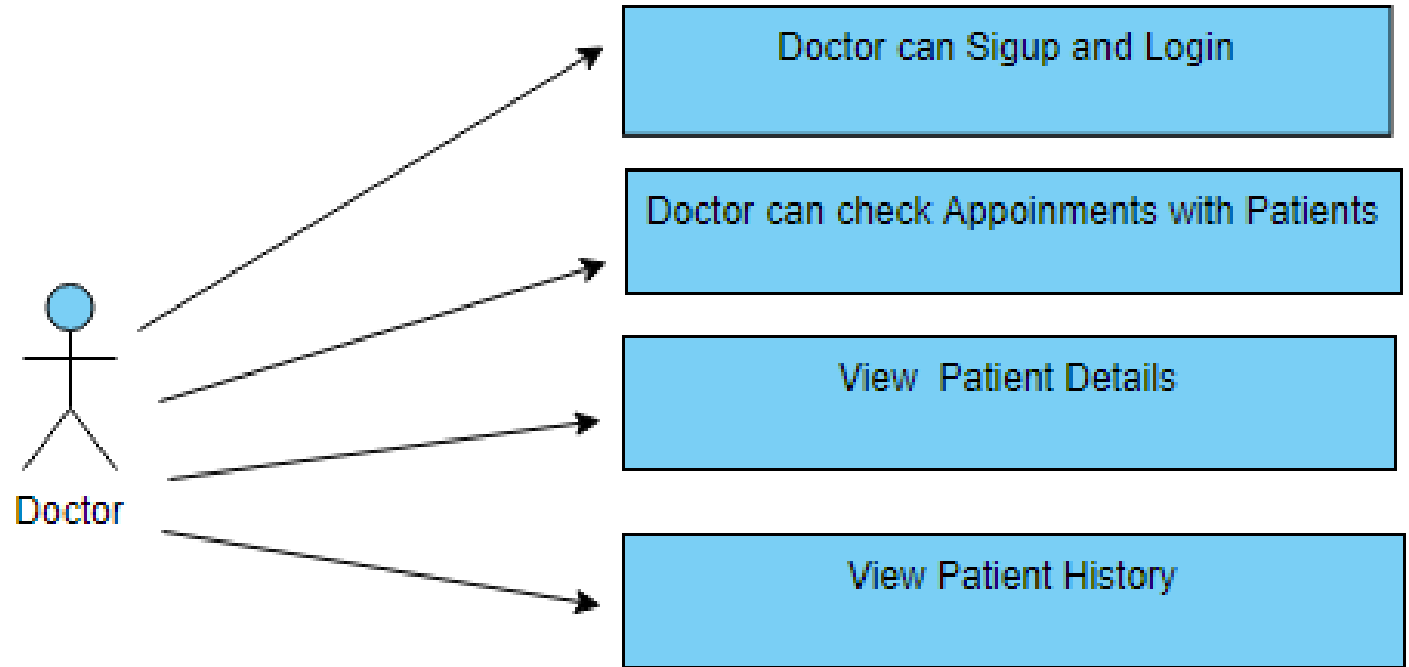 Doctor can Sigup and Login
Doctor can check Appoinments with Patients
View Patient Details
Doctor
View Patient History